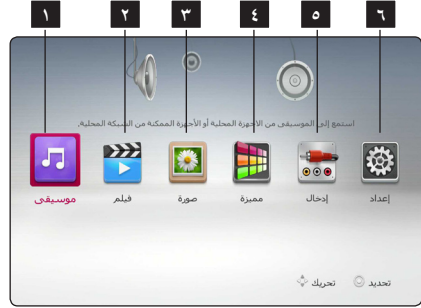 ١ ٢ ٣ ٤ ٥ ٦
استمع إلى الموسيقى من الأجهزة المحلية أو الأجهزة الممكنة من الشبكة المحلية.
موسيقى فيلم صورة مميزة إدخال إعداد
تحديد تحريك